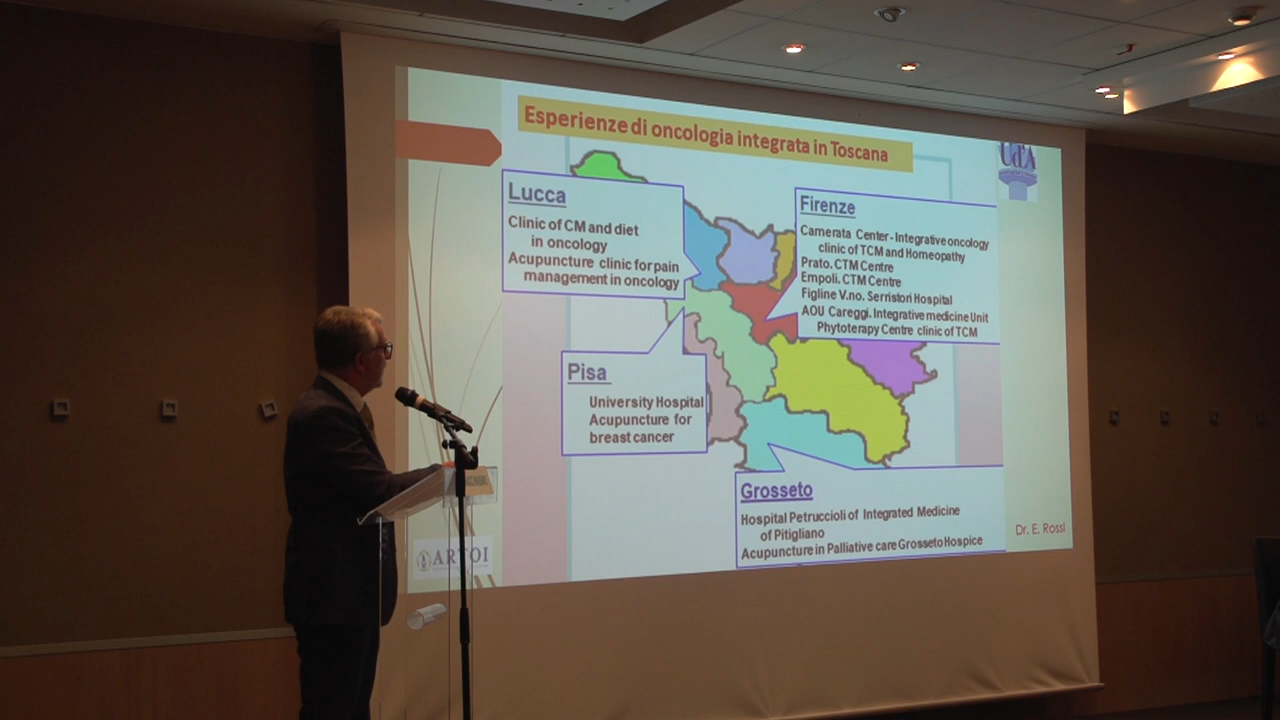 Esperienze di oncologia integrata in Toscana
UdA
Lucca
Clinic of CM and diet
in oncology
Acupuncture clinic for pain
management in oncology
Firenze
Camerata Center - Integrative oncology
clinic of TCM and Homeopathy
Prato. CTM Centre
Empoli. CTM Centre
Figline V.no. Serristori Hospital
AOU Careggi. Integrative medicine Unit
Phytoterapy Centre clinic of TCM
Pisa
University Hospital
Acupuncture for
breast cancer
Grosseto
Hospital Petruccioli of Integrated Medicine
of Pitigliano
Acupuncture in Palliative care Grosseto Hospice
Dr. E. Rossi
ARTOI